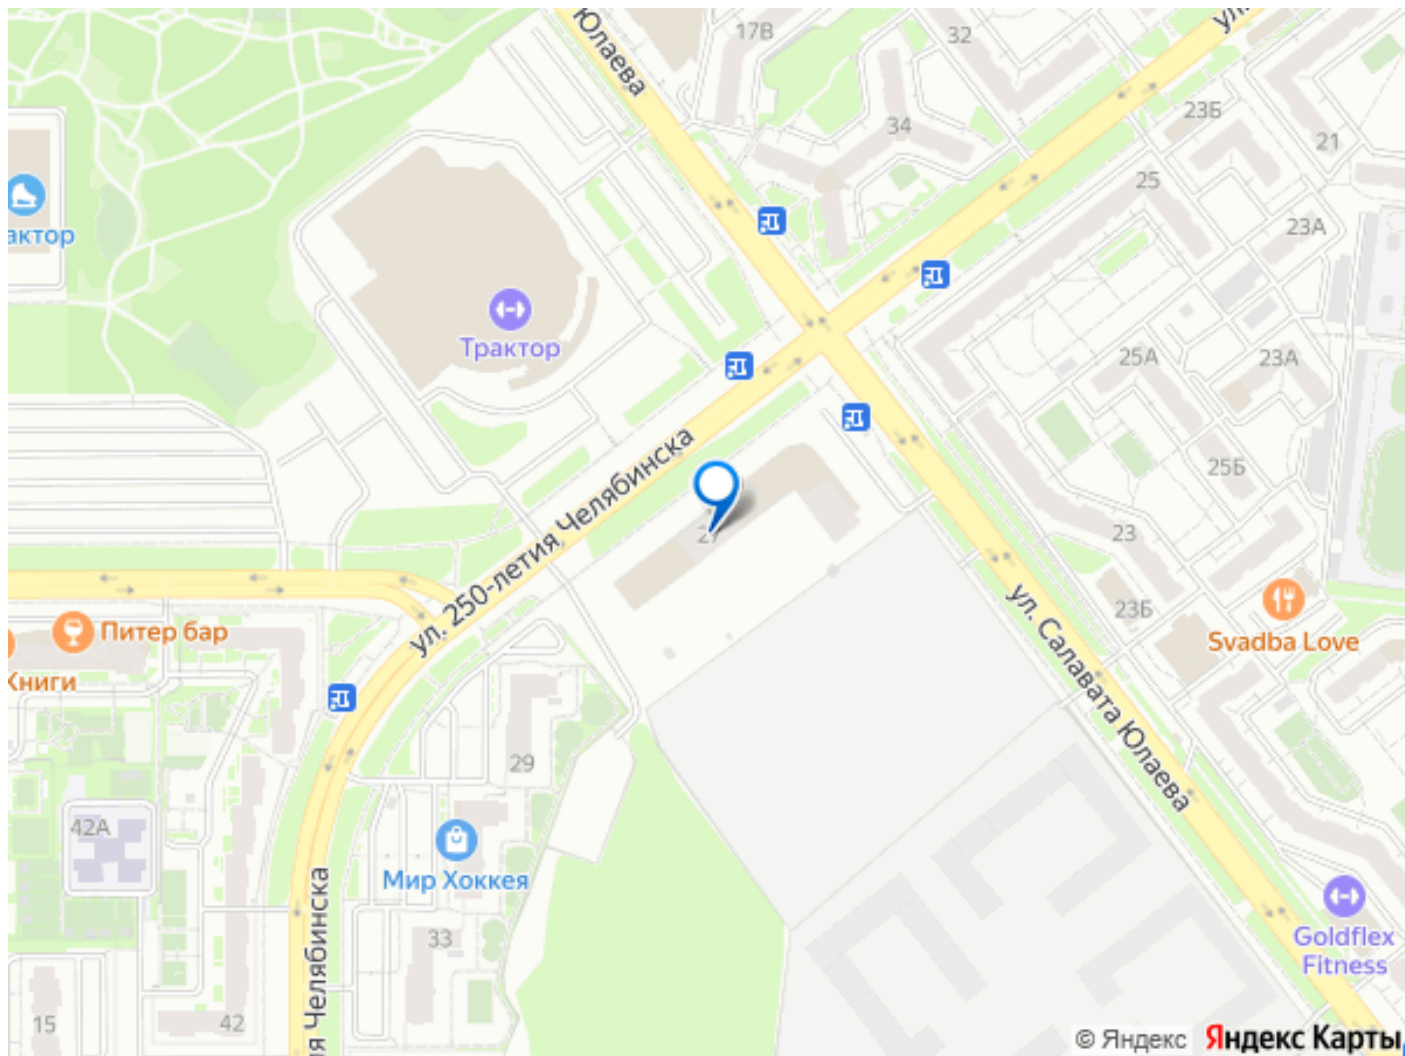 Юлаева
17В
32
ул.
34
23Б
21
25
23А
актор
Трактор
25А
23А
ул. 250-летия Челябинска
25Б
23
ул. Салавата Юлаева
23Б
Svadba Love
Питер бар
Книги
29
42А
Мир Хоккея
33
Goldflex
Fitness
15
42
ия Челябинска
© Яндекс
Яндекс Карты